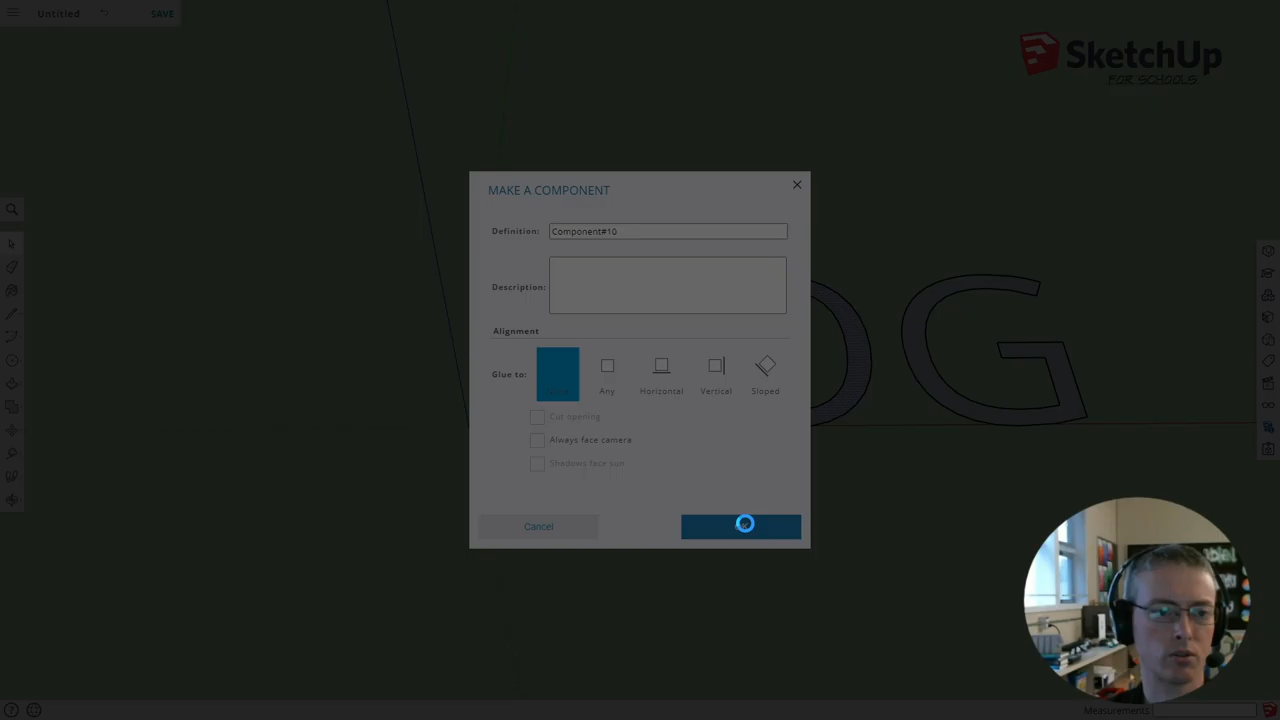 Untitled SAVE
SketchUp
FOR SCHOOLS
MAKE A COMPONENT
Definition: Component#10
Description:
Alignment
OG
Glue to:
Any Horizontal Vertical Sloped
Cut opening
Always face camera
Shadows face sun
Cancel
Measurements